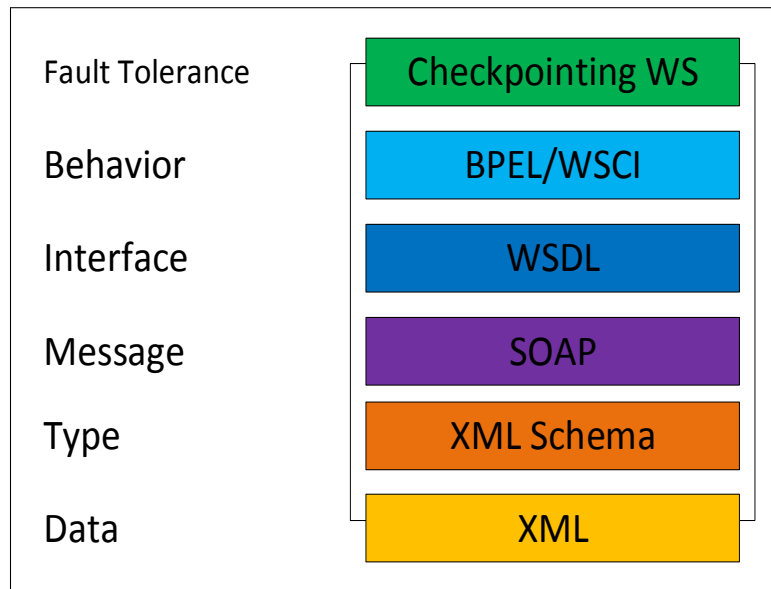 Fault Tolerance
Checkpointing WS
Behavior
BPEL/WSCI
Interface
WSDL
Message
SOAP
Type
XML Schema
Data
XML